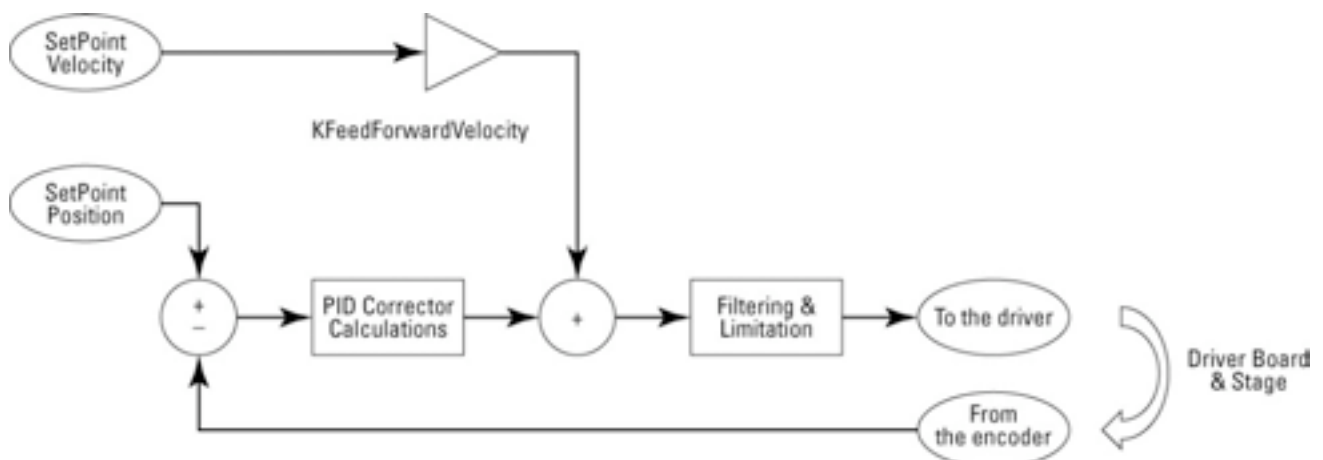 SetPoint
Velocity
KFeedForwardVelocity
SetPoint
Position
+
–
PID Corrector
Calculations
+
Filtering &
Limitation
To the driver
Driver Board
& Stage
From
the encoder